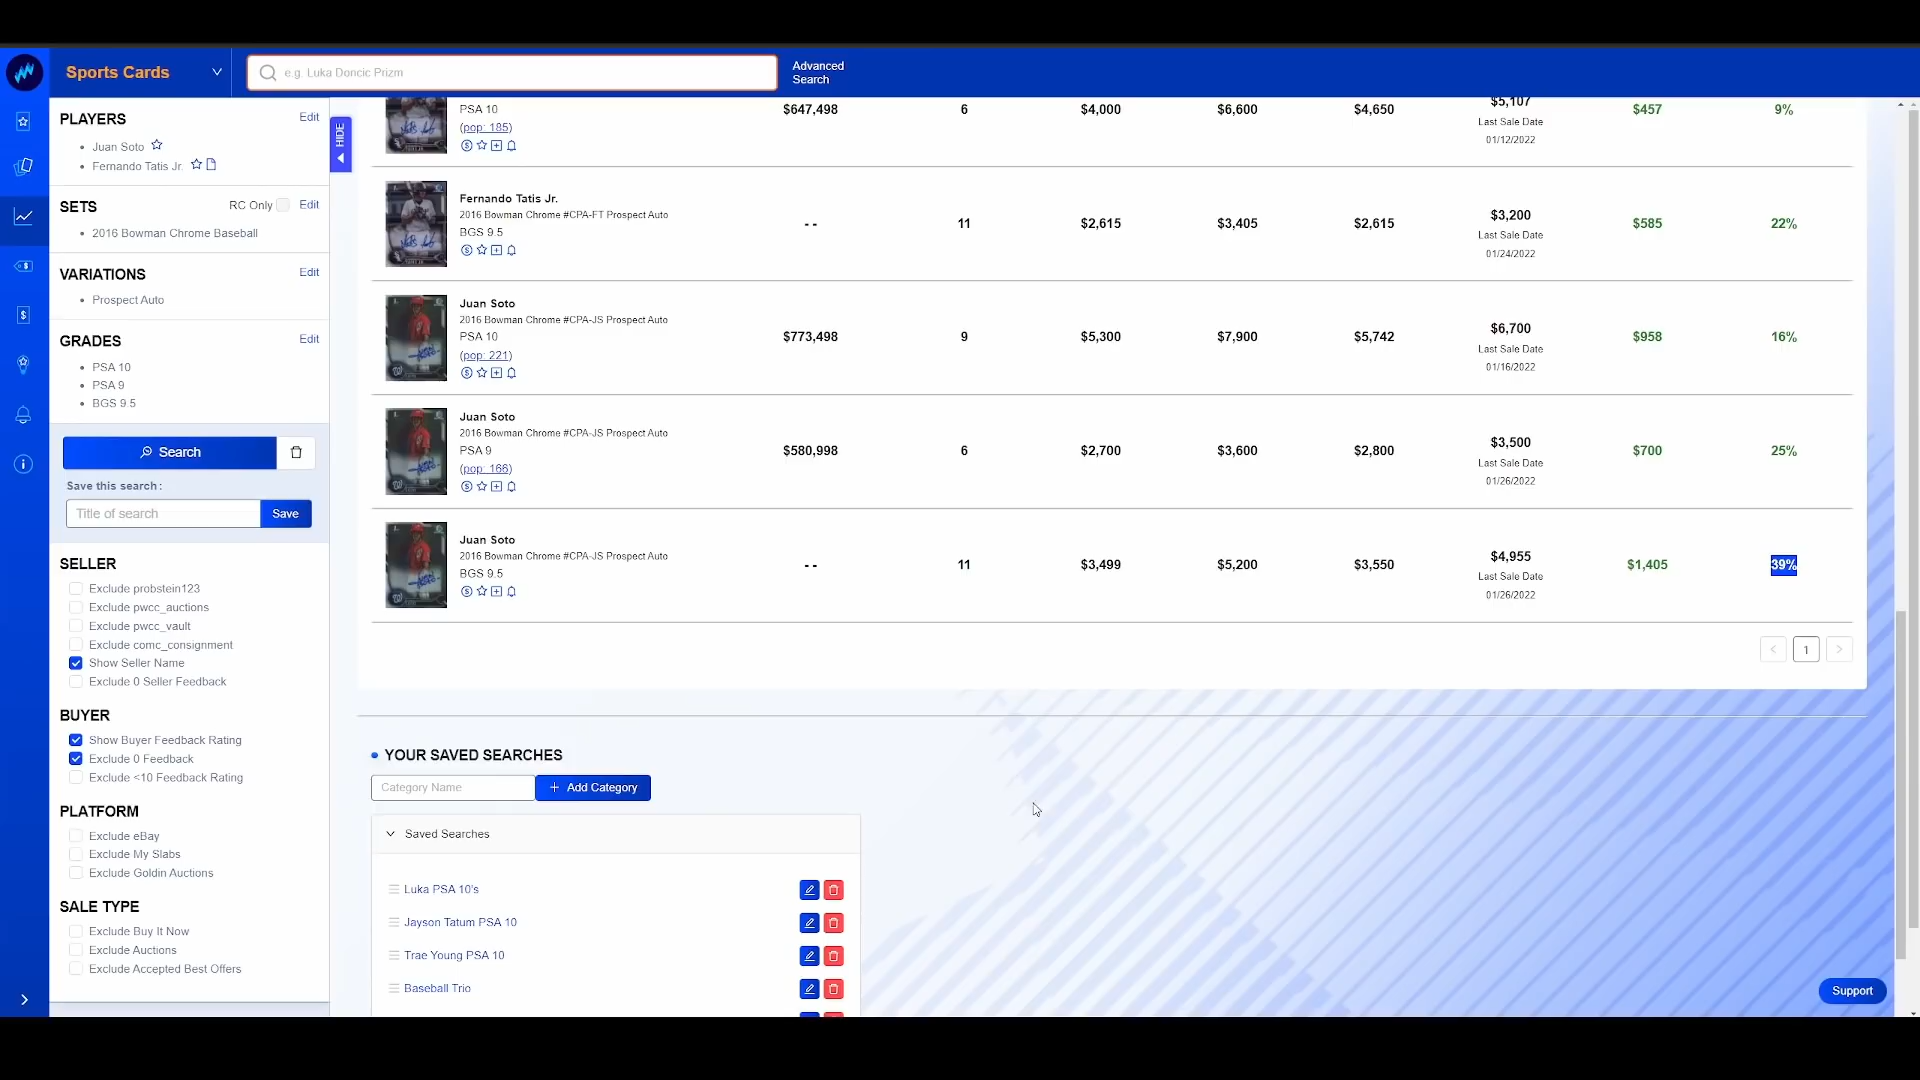 Sports Cards
e.g. Luka Doncic Prizm
Advanced
Search
PLAYERS
Edit
Juan Soto
Fernando Tatis Jr.
SETS
RC Only
Edit
2016 Bowman Chrome Baseball
VARIATIONS
Edit
Prospect Auto
GRADES
Edit
PSA 10
PSA 9
BGS 9.5
Search
Save this search:
Title of search
Save
SELLER
Exclude probstein123
Exclude pwcc_auctions
Exclude pwcc_vault
Exclude comc_consignment
Show Seller Name
Exclude 0 Seller Feedback
BUYER
Show Buyer Feedback Rating
Exclude 0 Feedback
Exclude <10 Feedback Rating
PLATFORM
Exclude eBay
Exclude My Slabs
Exclude Goldin Auctions
SALE TYPE
Exclude Buy It Now
Exclude Auctions
Exclude Accepted Best Offers
HIDE
PSA 10
(pop: 185)
$647,498
6
$4,000
$6,600
$4,650
$5,107
Last Sale Date
01/12/2022
$457
9%
Fernando Tatis Jr.
2016 Bowman Chrome #CPA-FT Prospect Auto
BGS 9.5
- -
11
$2,615
$3,405
$2,615
$3,200
Last Sale Date
01/24/2022
$585
22%
Juan Soto
2016 Bowman Chrome #CPA-JS Prospect Auto
PSA 10
(pop: 221)
$773,498
9
$5,300
$7,900
$5,742
$6,700
Last Sale Date
01/16/2022
$958
16%
Juan Soto
2016 Bowman Chrome #CPA-JS Prospect Auto
PSA 9
(pop: 166)
$580,998
6
$2,700
$3,600
$2,800
$3,500
Last Sale Date
01/26/2022
$700
25%
Juan Soto
2016 Bowman Chrome #CPA-JS Prospect Auto
BGS 9.5
- -
11
$3,499
$5,200
$3,550
$4,955
Last Sale Date
01/26/2022
$1,405
39%
< 1 >
YOUR SAVED SEARCHES
Category Name
+ Add Category
Saved Searches
Luka PSA 10's
Jayson Tatum PSA 10
Trae Young PSA 10
Baseball Trio
Support